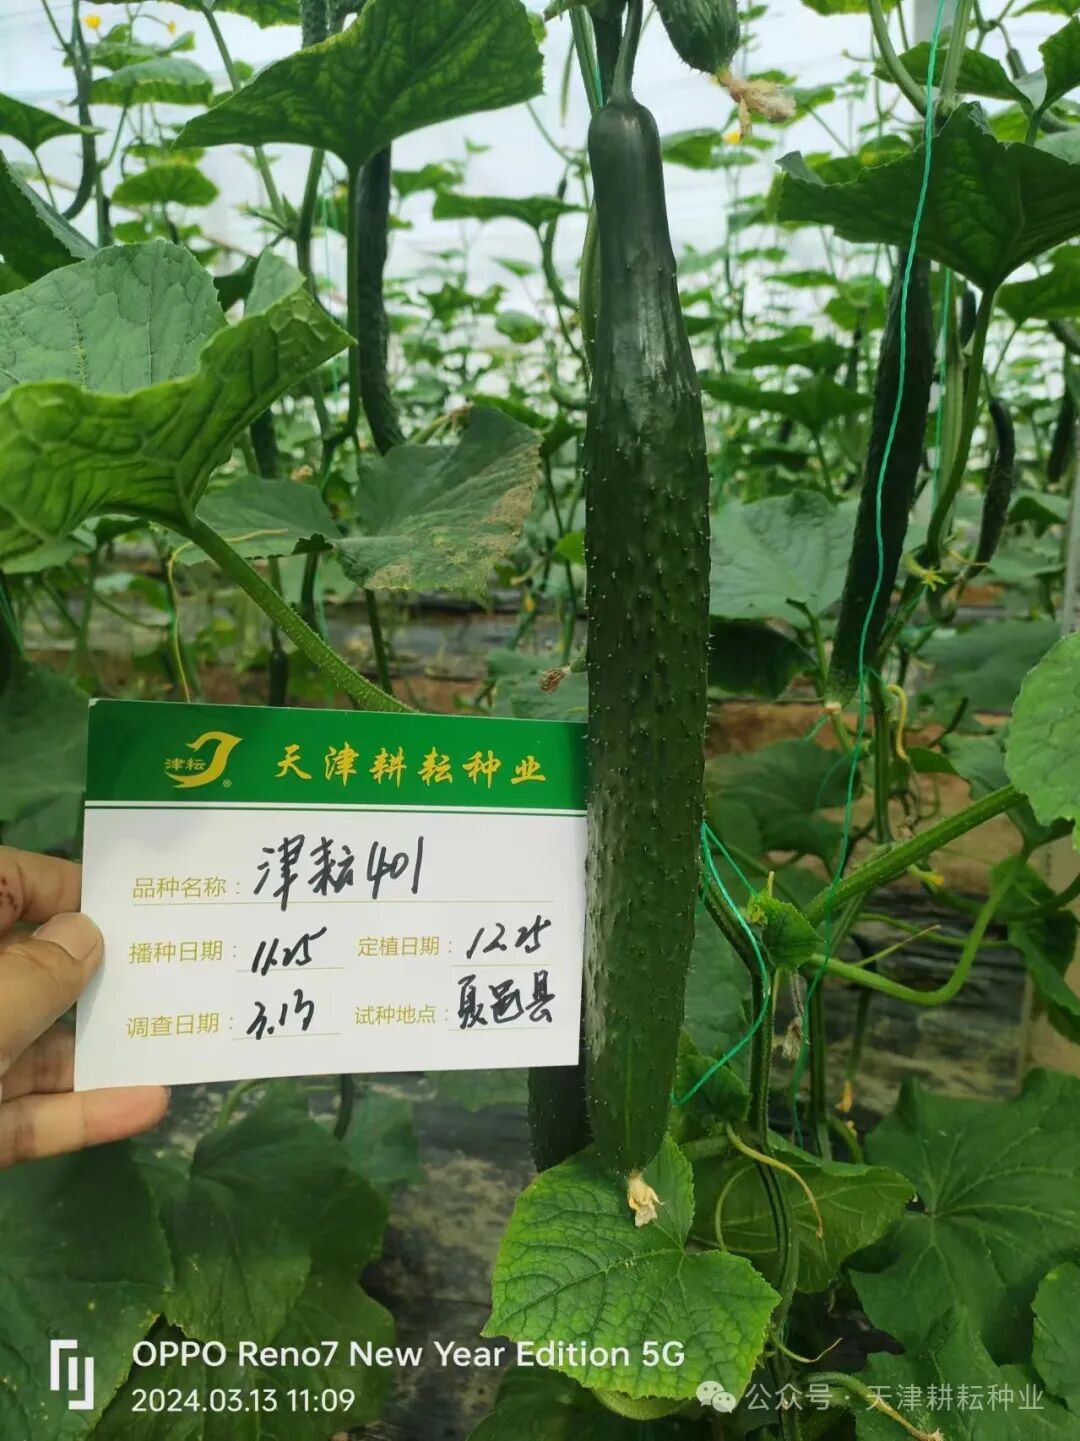 津耘® 天津耕耘种业
品种名称：津耘401
播种日期：11.25 定植日期：12.25
调查日期：3.13 试种地点：夏邑县
OPPO Reno7 New Year Edition 5G
2024.03.13 11:09
公众号·天津耕耘种业